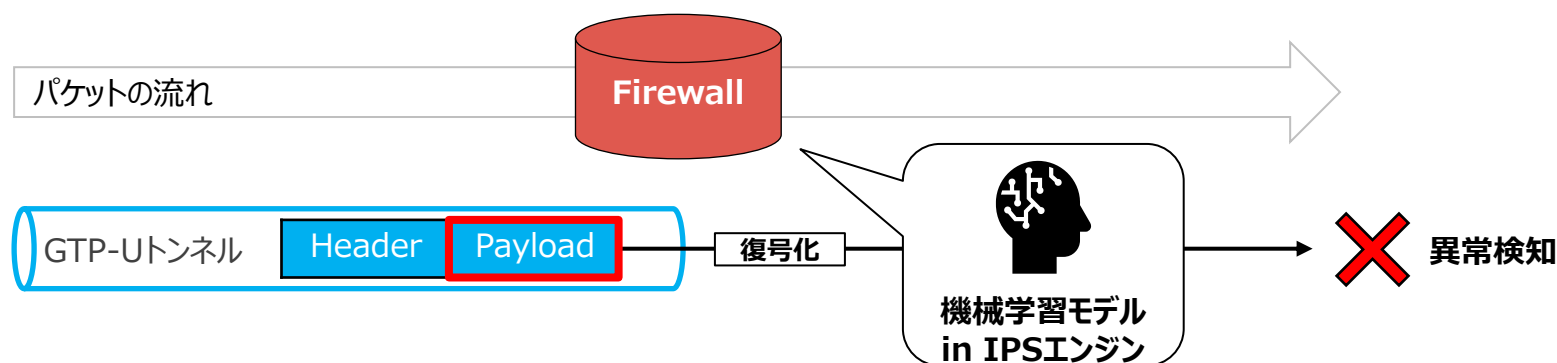 パケットの流れ
Firewall
GTP-Uトンネル
Header
Payload
復号化
機械学習モデル
in IPSエンジン
異常検知